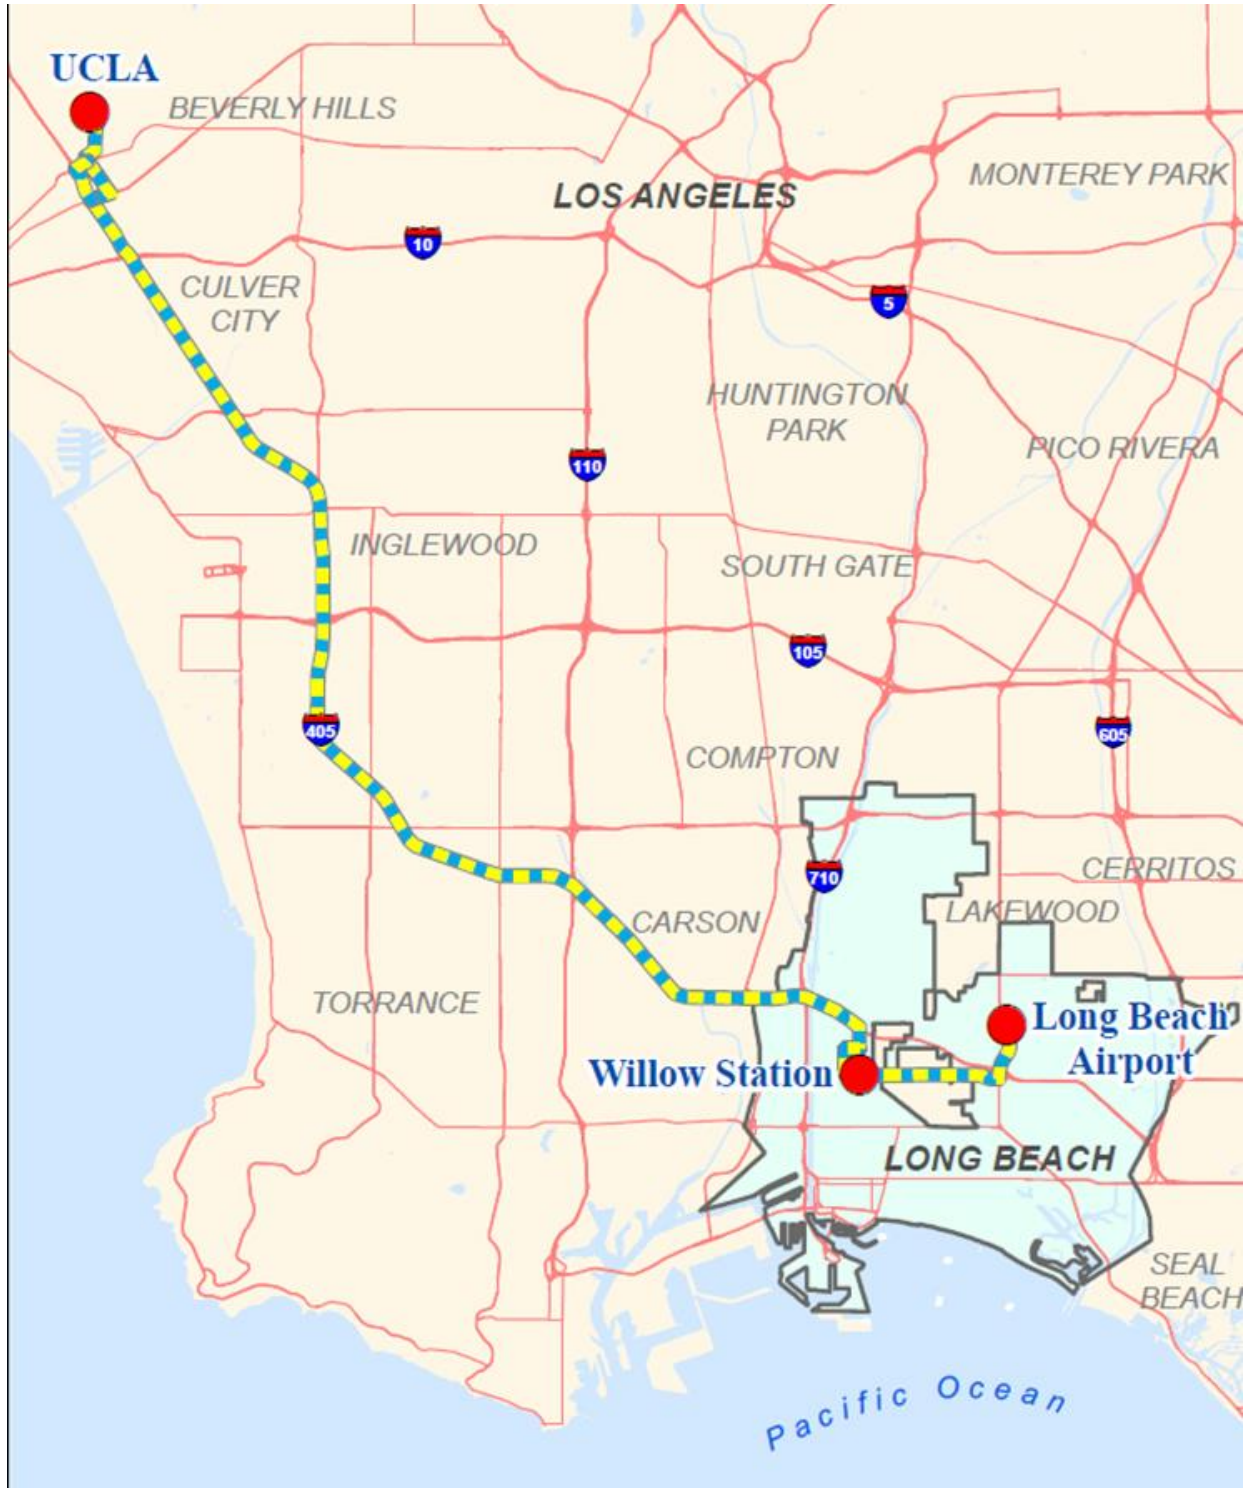 UCLA
BEVERLY HILLS
MONTEREY PARK
LOS ANGELES
10
CULVER
CITY
5
HUNTINGTON
PARK
PICO RIVERA
110
INGLEWOOD
SOUTH GATE
105
405
605
COMPTON
710
CERRITOS
LAKEWOOD
CARSON
TORRANCE
Long Beach
Airport
Willow Station
LONG BEACH
SEAL
BEACH
Pacific Ocean